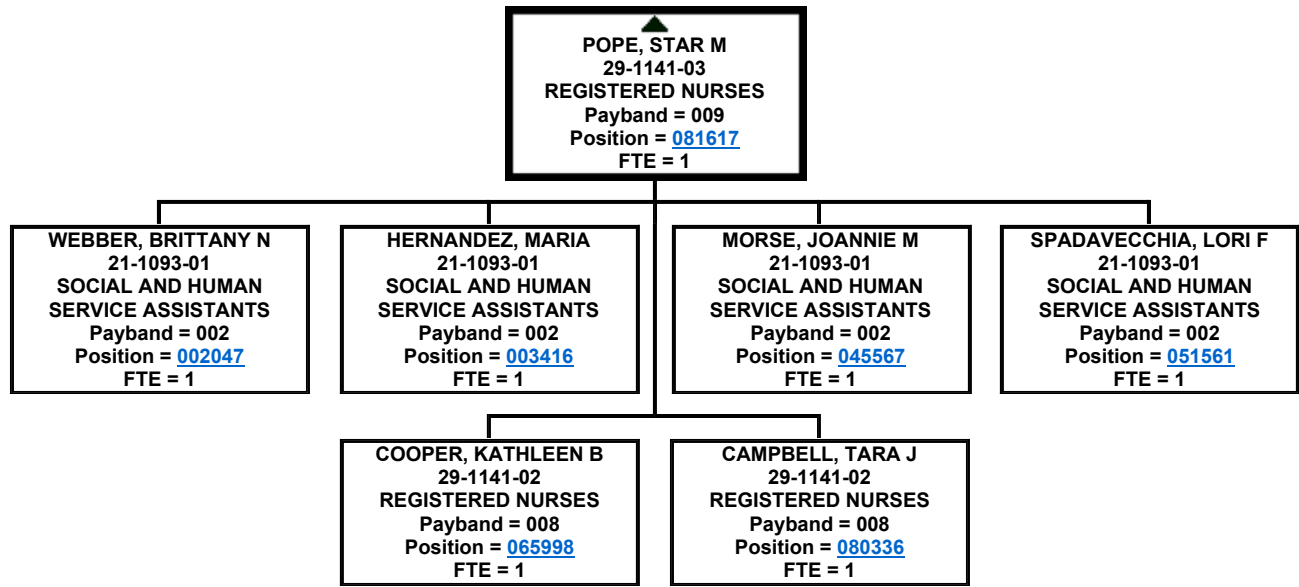 POPE, STAR M
29-1141-03
REGISTERED NURSES
Payband = 009
Position = 081617
FTE = 1
WEBBER, BRITTANY N
21-1093-01
SOCIAL AND HUMAN
SERVICE ASSISTANTS
Payband = 002
Position = 002047
FTE = 1
HERNANDEZ, MARIA
21-1093-01
SOCIAL AND HUMAN
SERVICE ASSISTANTS
Payband = 002
Position = 003416
FTE = 1
MORSE, JOANNIE M
21-1093-01
SOCIAL AND HUMAN
SERVICE ASSISTANTS
Payband = 002
Position = 045567
FTE = 1
SPADAVECCHIA, LORI F
21-1093-01
SOCIAL AND HUMAN
SERVICE ASSISTANTS
Payband = 002
Position = 051561
FTE = 1
COOPER, KATHLEEN B
29-1141-02
REGISTERED NURSES
Payband = 008
Position = 065998
FTE = 1
CAMPBELL, TARA J
29-1141-02
REGISTERED NURSES
Payband = 008
Position = 080336
FTE = 1